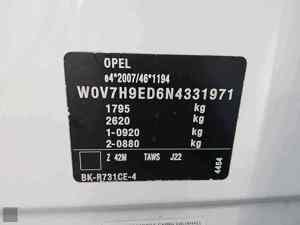 OPEL
e4*2007/46*1194
W0V7H9ED6N4331971
1795 kg
2620 kg
1-0920 kg
2-0880 kg
Z 42M TAWS J22
4454
BK-R731CE-4